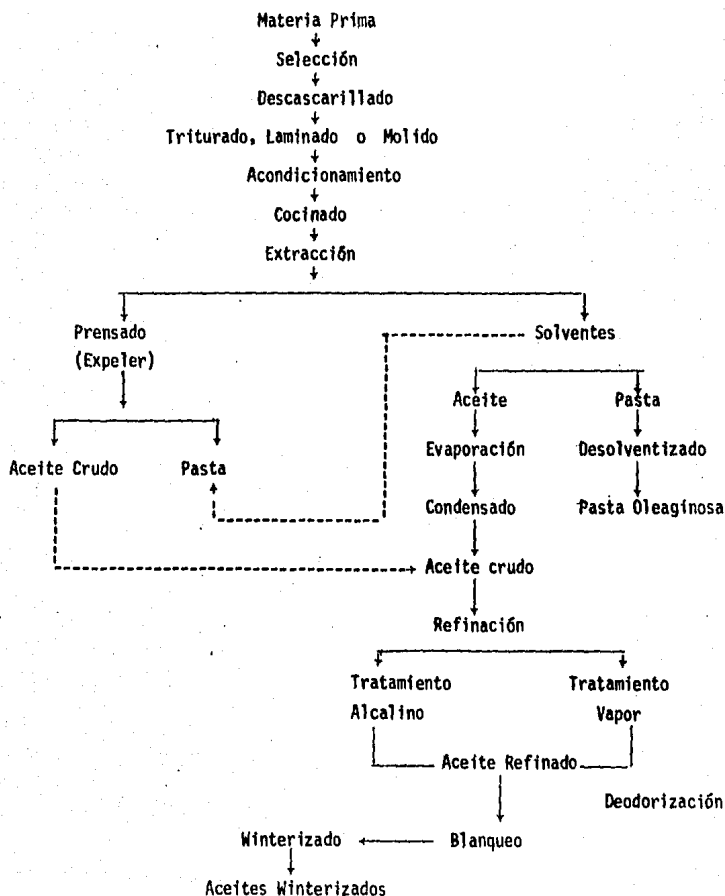 Materia Prima
Selección
Descascarillado
Triturado, Laminado o Molido
Acondicionamiento
Cocinado
Extracción
Prensado
(Expeler)
Solventes
Aceite
Pasta
Evaporación
Desolventizado
Aceite Crudo
Pasta
Condensado
Pasta Oleaginosa
Aceite crudo
Refinación
Tratamiento
Alcalino
Tratamiento
Vapor
Aceite Refinado
Deodorización
Winterizado
Blanqueo
Aceites Winterizados